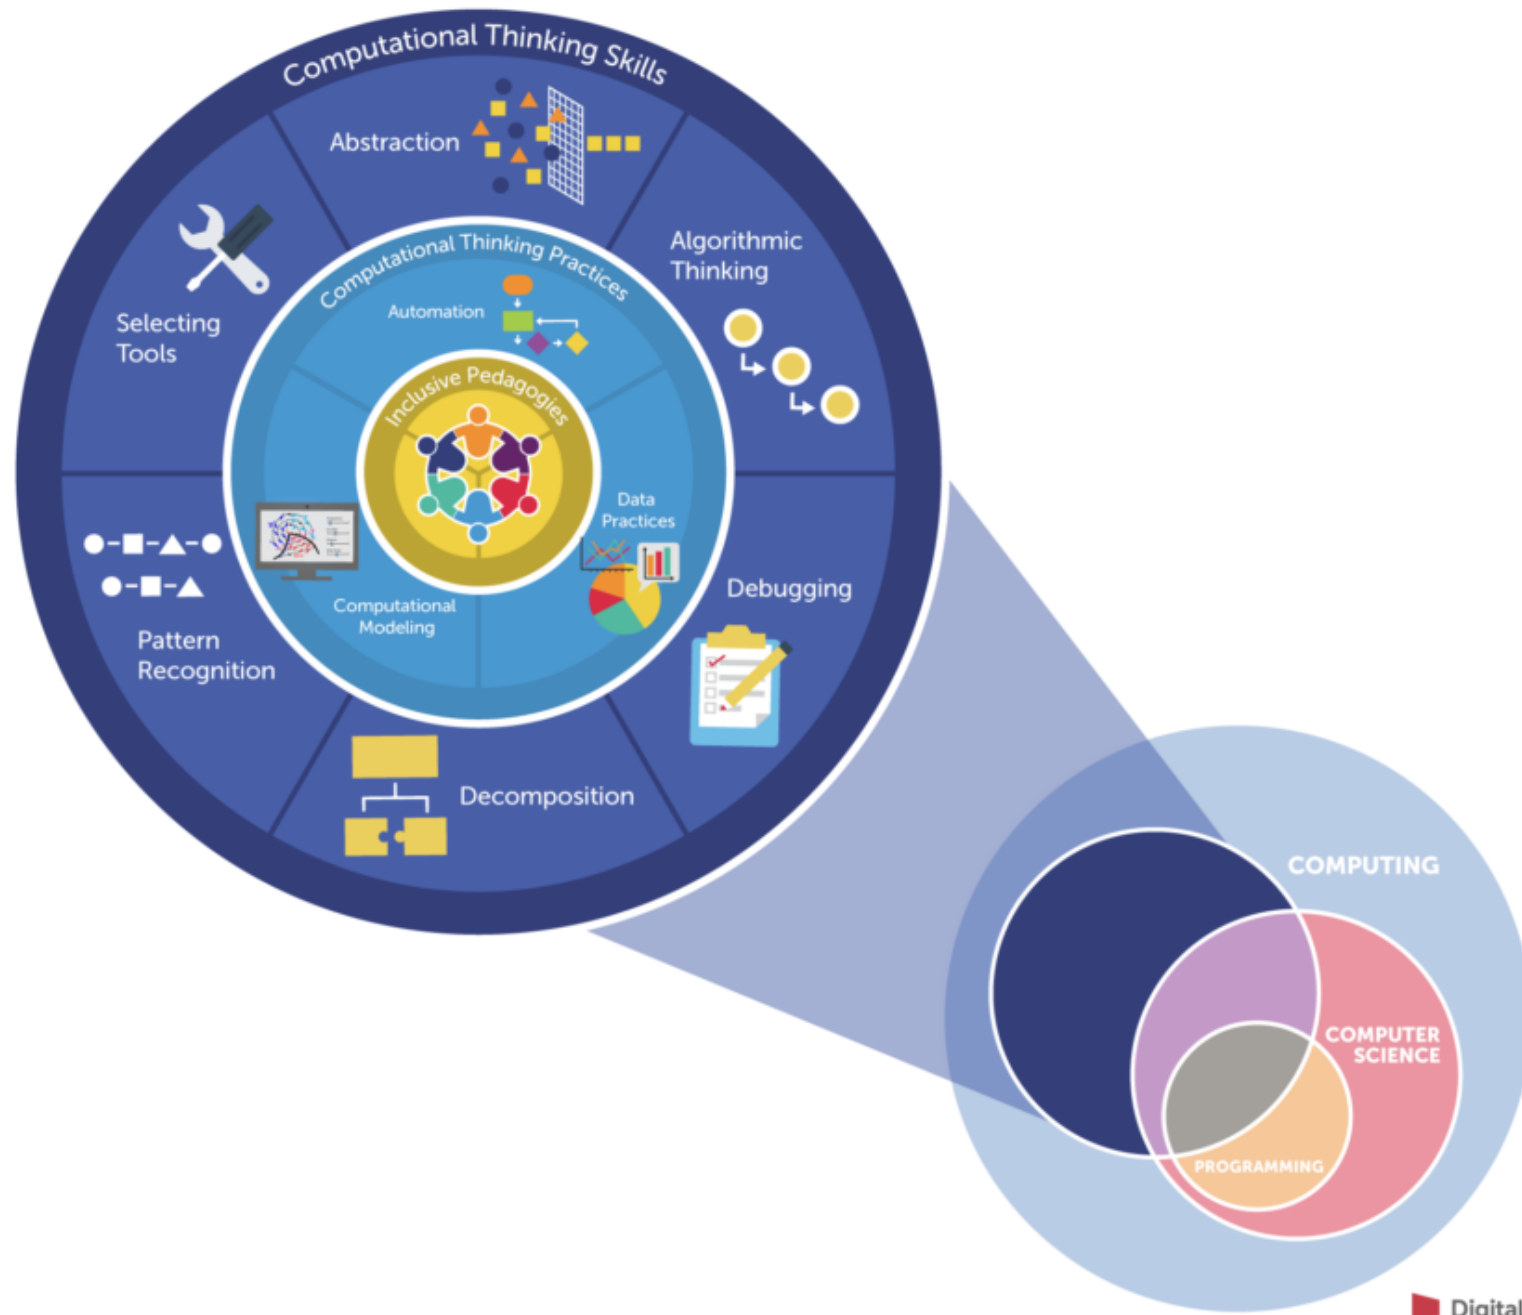 Computational Thinking Skills
Abstraction
Algorithmic
Thinking
Selecting
Tools
Computational Thinking Practices
Automation
Inclusive Pedagogies
Data
Practices
Computational
Modeling
Debugging
Pattern
Recognition
Decomposition
COMPUTING
COMPUTER
SCIENCE
PROGRAMMING
Digital